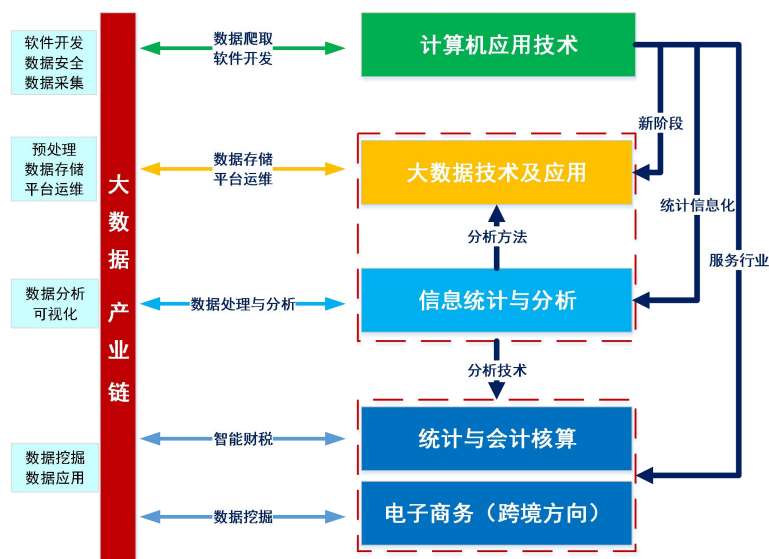 软件开发
数据安全
数据采集
数据爬取
软件开发
计算机应用技术
新阶段
预处理
数据存储
平台运维
数据存储
平台运维
大数据技术及应用
大数据产业链
统计信息化
分析方法
服务行业
数据分析
可视化
数据处理与分析
信息统计与分析
分析技术
数据挖掘
数据应用
智能财税
统计与会计核算
数据挖掘
电子商务（跨境方向）